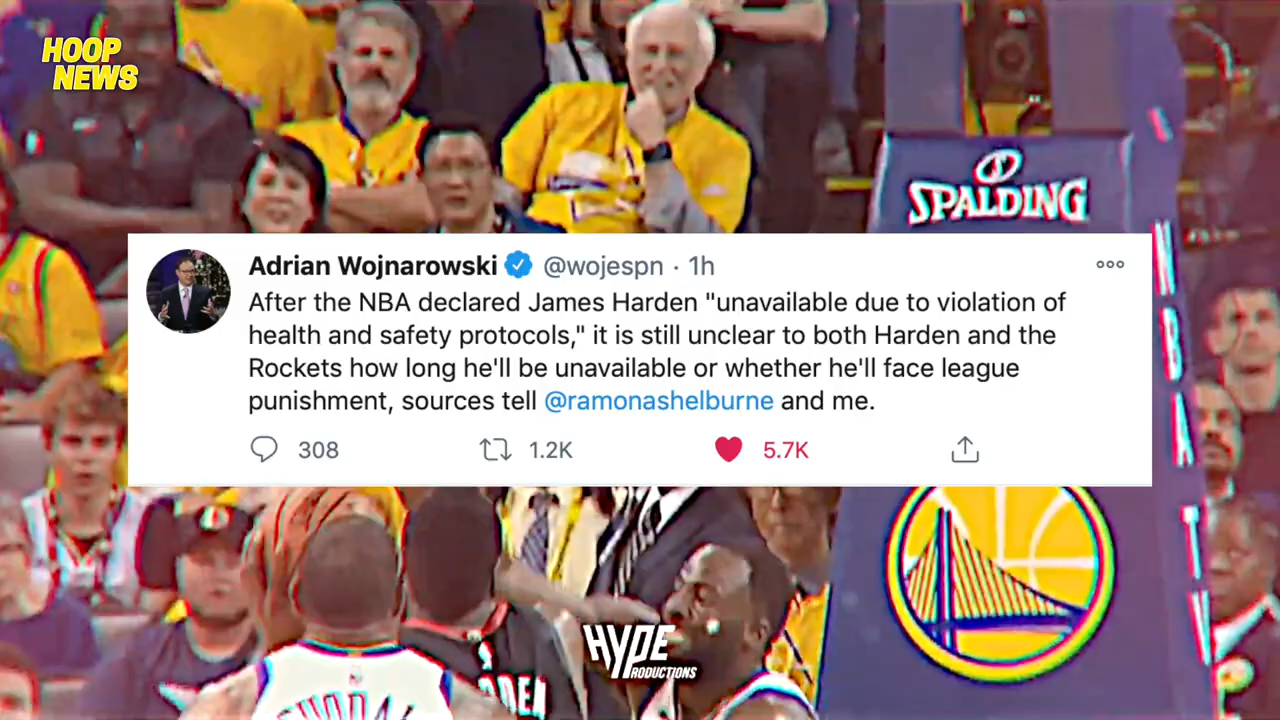 HOOP
NEWS
SPALDING
Adrian Wojnarowski @wojespn · 1h
After the NBA declared James Harden "unavailable due to violation of
health and safety protocols," it is still unclear to both Harden and the
Rockets how long he'll be unavailable or whether he'll face league
punishment, sources tell @ramonashelburne and me.
308 1.2K 5.7K
NBA TV
HYPE
PRODUCTIONS